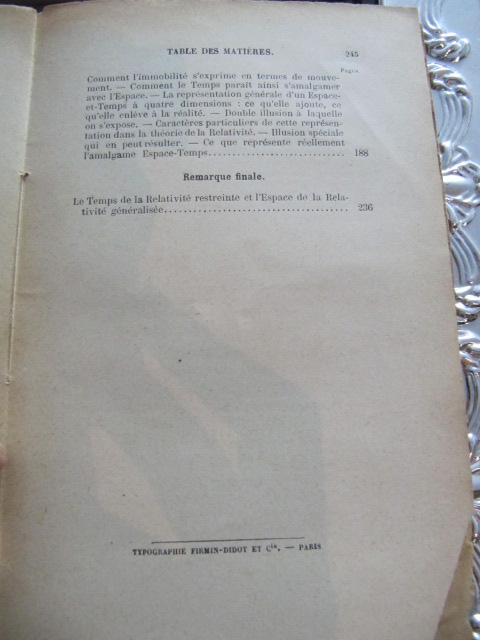 TABLE DES MATIÈRES. 245
Pages.
Comment l'immobilité s'exprime en termes de mouve-
ment. — Comment le Temps paraît ainsi s'amalgamer
avec l'Espace. — La représentation générale d'un Espace-
et-Temps à quatre dimensions : ce qu'elle ajoute, ce
qu'elle enlève à la réalité. — Double illusion à laquelle
on s'expose. — Caractères particuliers de cette représen-
tation dans la théorie de la Relativité. — Illusion spéciale
qui en peut résulter. — Ce que représente réellement
l'amalgame Espace-Temps.................................. 188
Remarque finale.
Le Temps de la Relativité restreinte et l'Espace de la Rela-
tivité généralisée..................................... 236
TYPOGRAPHIE FIRMIN-DIDOT ET Cie. — PARIS